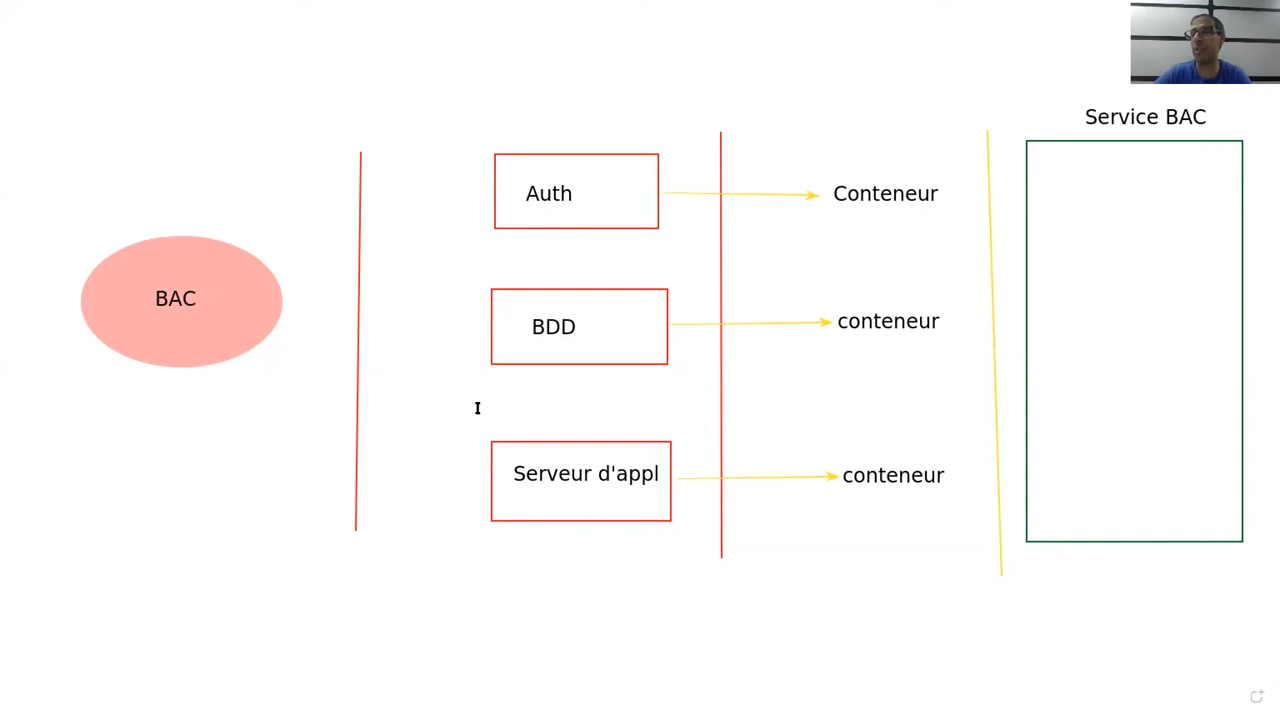 Service BAC
Auth
Conteneur
BAC
BDD
conteneur
Serveur d'appl
conteneur